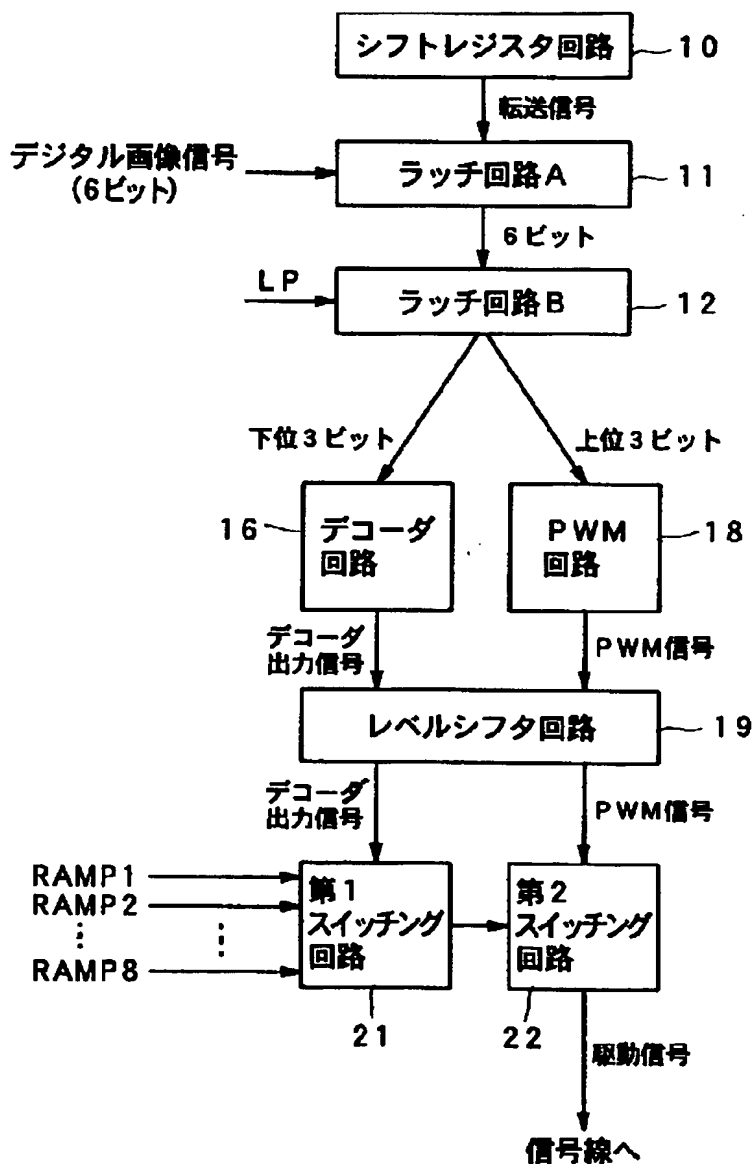 シフトレジスタ回路
10
転送信号
デジタル画像信号
(6ビット)
ラッチ回路A
11
6ビット
LP
ラッチ回路B
12
下位3ビット
上位3ビット
16
デコーダ
回路
PWM
回路
18
デコーダ
出力信号
PWM信号
レベルシフタ回路
19
デコーダ
出力信号
PWM信号
RAMP1
RAMP2
⋮
RAMP8
⋮
第1
スイッチング
回路
第2
スイッチング
回路
21
22
駆動信号
信号線へ